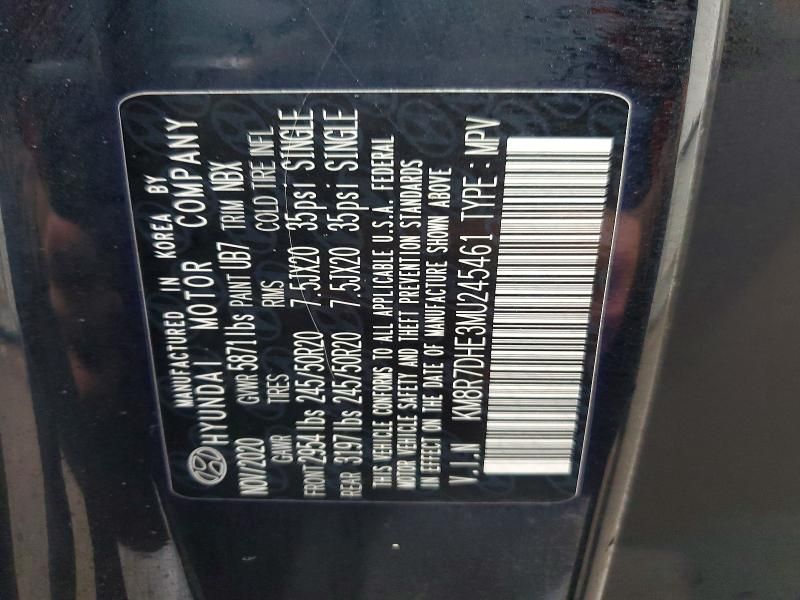 MANUFACTURED IN KOREA BY
HYUNDAI MOTOR COMPANY
NOV/2020 GVWR 5871lbs PAINT UB7 TRIM NBX
GAWR TIRES RIMS COLD TIRE INFL
FRONT 2954lbs 245/50R20 7.5JX20 35psi SINGLE
REAR 3197lbs 245/50R20 7.5JX20 35psi SINGLE
THIS VEHICLE CONFORMS TO ALL APPLICABLE U.S.A. FEDERAL
MOTOR VEHICLE SAFETY AND THEFT PREVENTION STANDARDS
IN EFFECT ON THE DATE OF MANUFACTURE SHOWN ABOVE
V.I.N KM8R7DHE3MU245461 TYPE : MPV